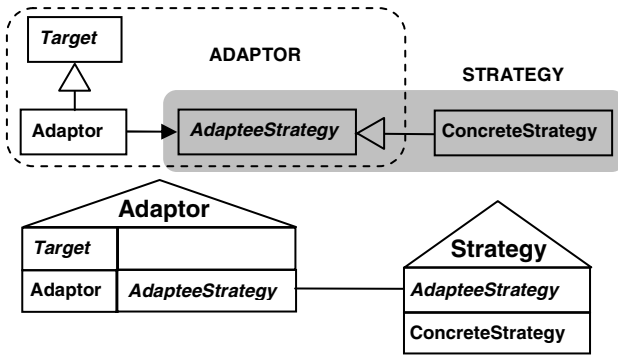 Target
ADAPTOR
STRATEGY
Adaptor
AdapteeStrategy
ConcreteStrategy
Adaptor
Target
Adaptor
AdapteeStrategy
Strategy
AdapteeStrategy
ConcreteStrategy